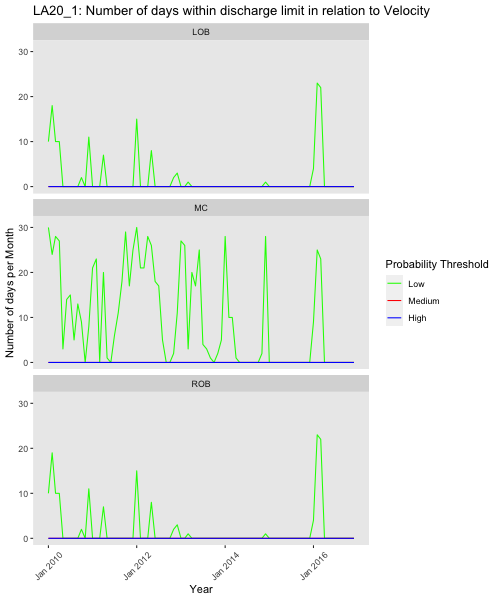 LA20_1: Number of days within discharge limit in relation to Velocity
LOB
30
20
10
0
MC
30
20
10
0
ROB
30
20
10
0
Number of days per Month
Jan 2010
Jan 2012
Jan 2014
Jan 2016
Year
Probability Threshold
Low
Medium
High